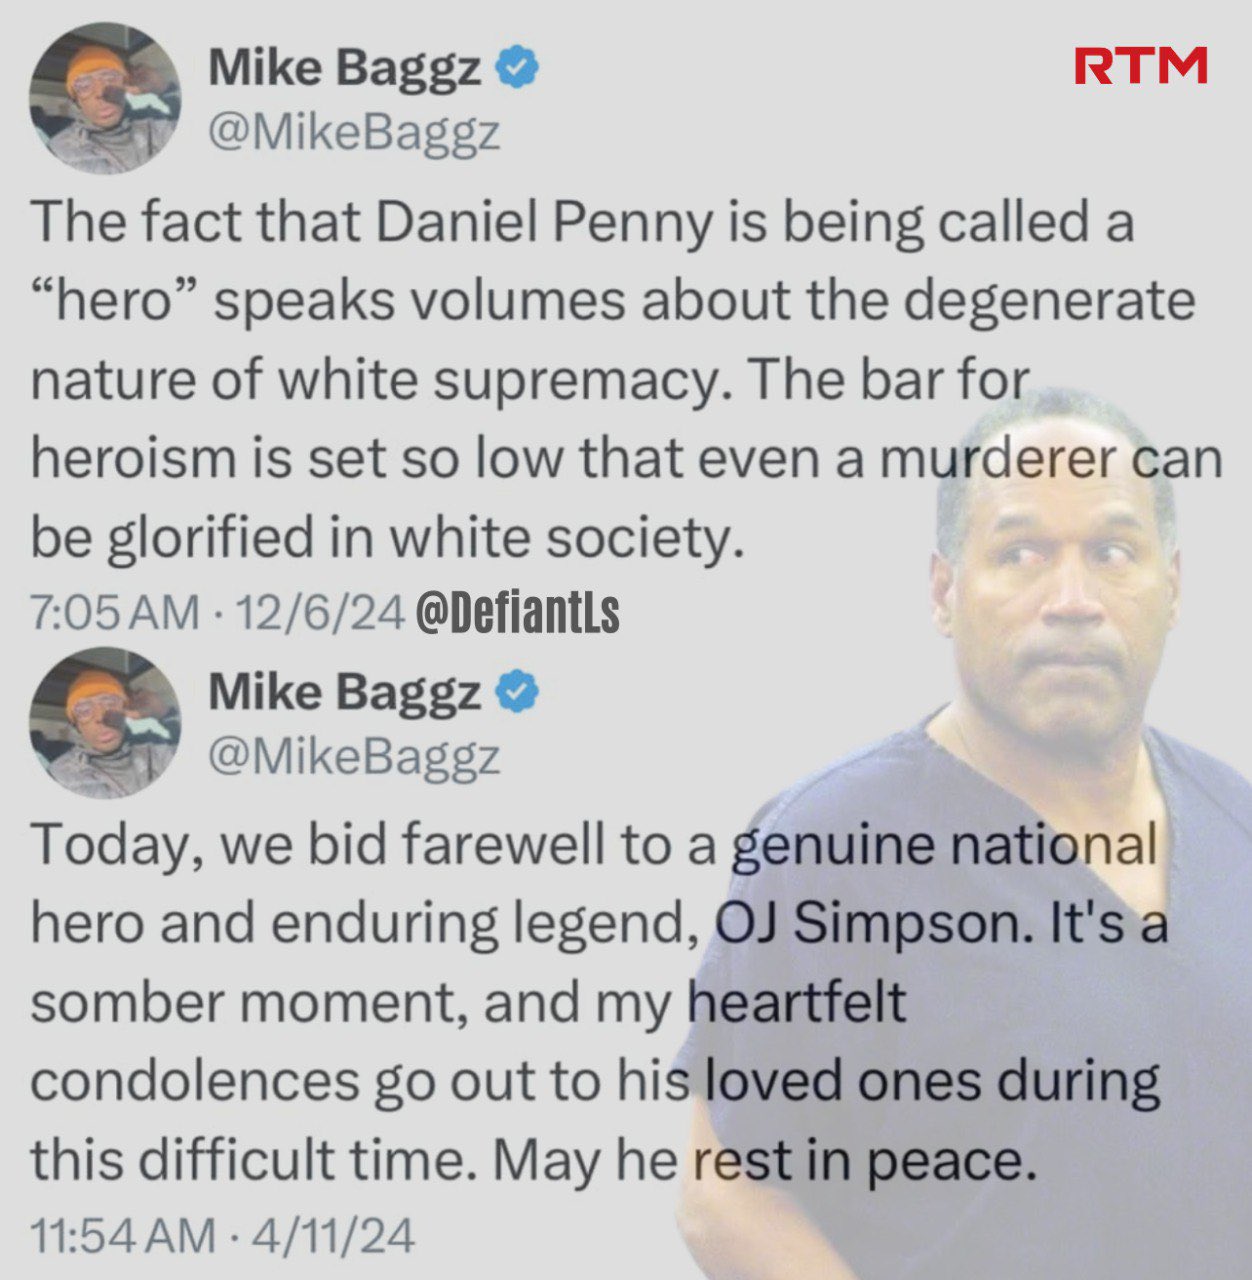 Mike Baggz
RTM
@MikeBaggz
The fact that Daniel Penny is being called a
“hero” speaks volumes about the degenerate
nature of white supremacy. The bar for
heroism is set so low that even a murderer can
be glorified in white society.
7:05 AM · 12/6/24 @DefiantLs
Mike Baggz
@MikeBaggz
Today, we bid farewell to a genuine national
hero and enduring legend, OJ Simpson. It's a
somber moment, and my heartfelt
condolences go out to his loved ones during
this difficult time. May he rest in peace.
11:54 AM · 4/11/24